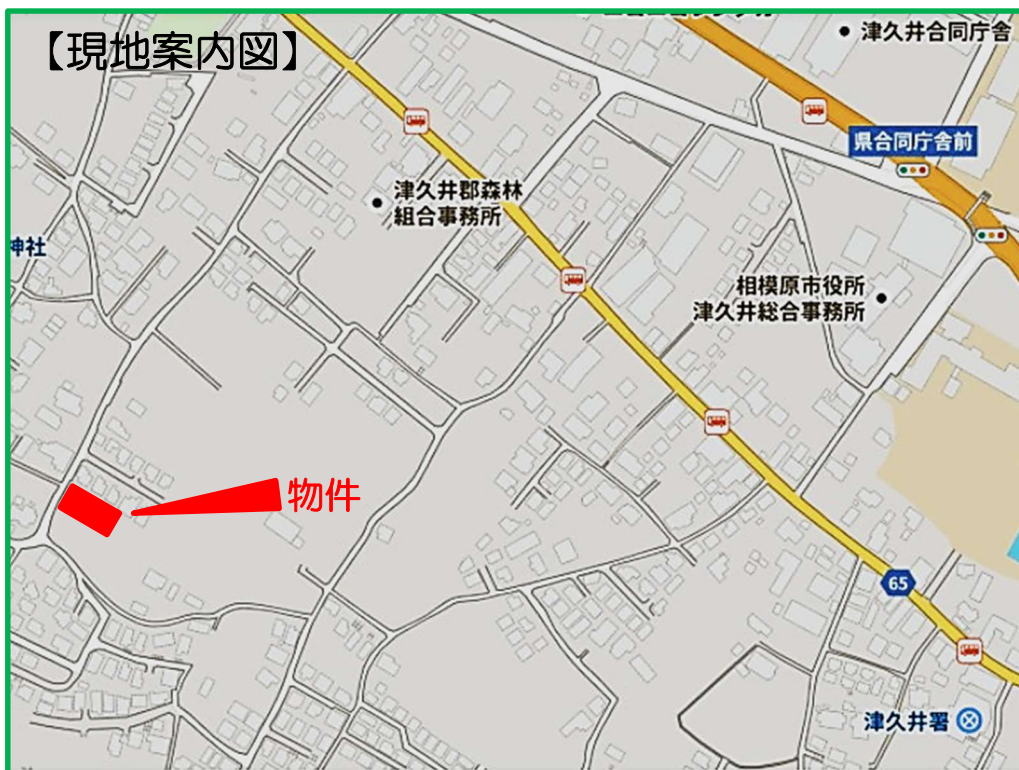 【現地案内図】
津久井合同庁舎
県合同庁舎前
津久井郡森林
組合事務所
神社
相模原市役所
津久井総合事務所
物件
65
津久井署